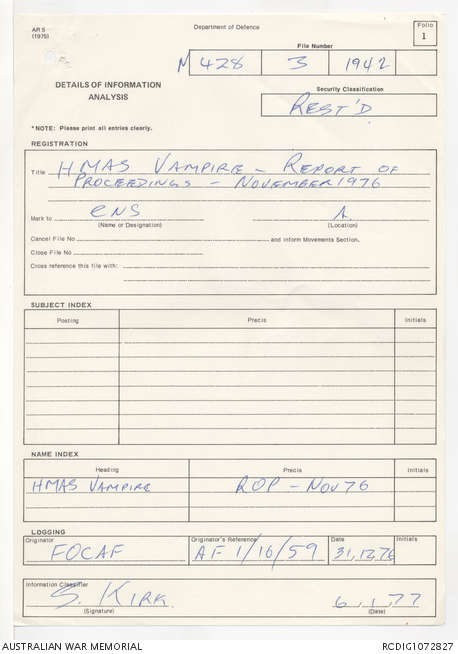 AR 5
(1975)
Department of Defence
Folio
1
File Number
N 428 3 1942
DETAILS OF INFORMATION
ANALYSIS
Security Classification
REST'D
*NOTE: Please print all entries clearly.
REGISTRATION
Title HMAS VAMPIRE - REPORT OF
PROCEEDINGS - NOVEMBER 1976
Mark to CNS
(Name or Designation)
(Location)
Cancel File No and inform Movements Section.
Close File No
Cross reference this file with:
SUBJECT INDEX
Posting Precis Initials
NAME INDEX
Heading Precis Initials
HMAS VAMPIRE ROP - NOV 76
LOGGING
Originator Originator's Reference Date Initials
FOCAF AF 1/16/59 31,12,76
Information Classifier
S. KIRK.
(Signature)
6,1,77
(Date)
AUSTRALIAN WAR MEMORIAL
RCDIG1072827